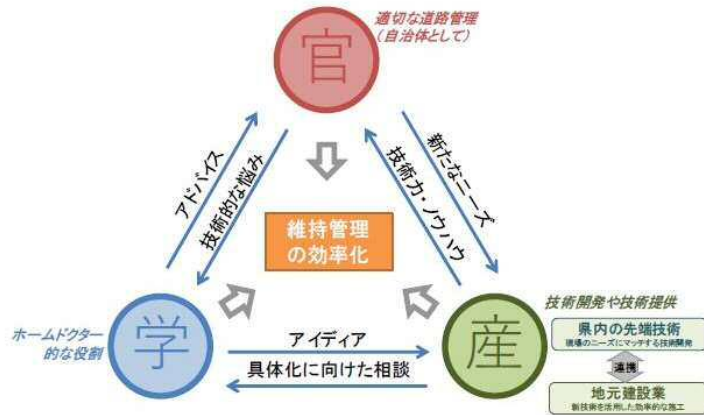 適切な道路管理
(自治体として)
官
アドバイス
技術的な悩み
新たなニーズ
技術力・ノウハウ
維持管理
の効率化
ホームドクター
的な役割
学
アイディア
具体化に向けた相談
産
技術開発や技術提供
県内の先端技術
現場のニーズにマッチする技術開発
連携
地元建設業
新技術を活用した効率的な施工